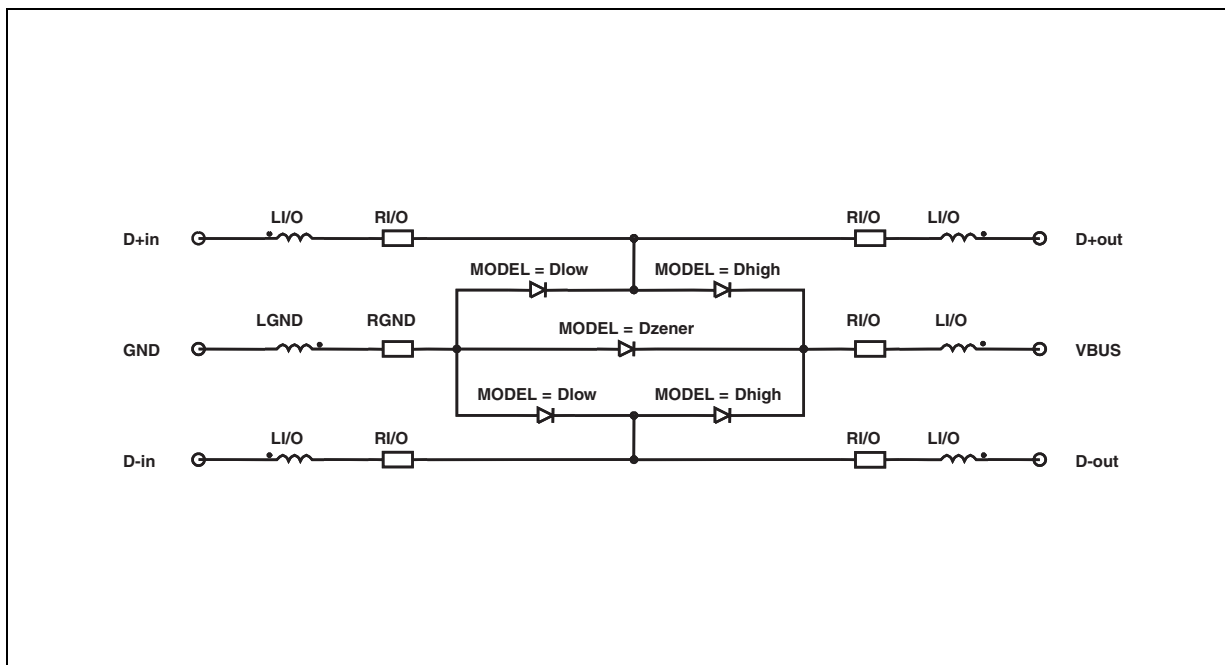 LI/O RI/O RI/O LI/O
D+in D+out
MODEL = Dlow MODEL = Dhigh
LGND RGND MODEL = Dzener RI/O LI/O
GND VBUS
MODEL = Dlow MODEL = Dhigh
LI/O RI/O RI/O LI/O
D-in D-out